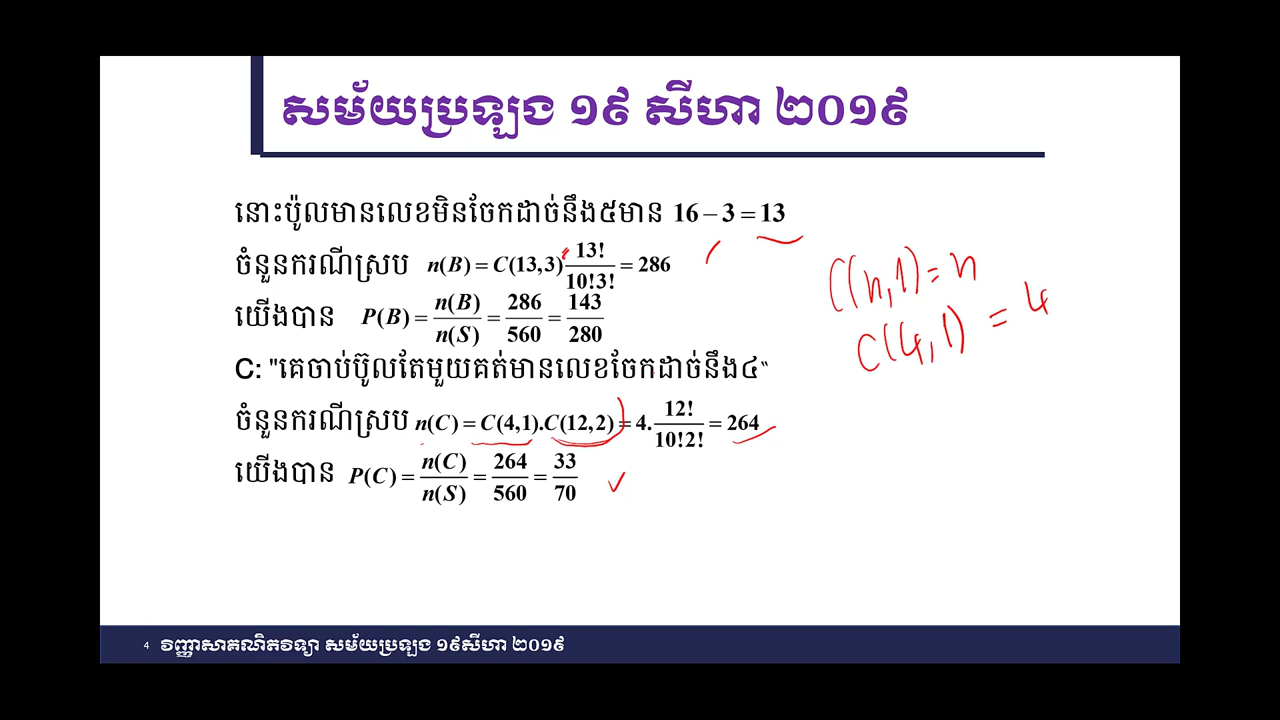 សម័យប្រឡង ១៩ សីហា ២០១៩
នោះប៉ូលមានលេខមិនចែកដាច់នឹង៥មាន 16 – 3 = 13
ចំនួនករណីស្រប n(B) = C(13,3) 13!/10!3! = 286
យើងបាន P(B) = n(B)/n(S) = 286/560 = 143/280
C: "គេចាប់ប៊ូលតែមួយគត់មានលេខចែកដាច់នឹង៤"
ចំនួនករណីស្រប n(C) = C(4,1).C(12,2) = 4. 12!/10!2! = 264
យើងបាន P(C) = n(C)/n(S) = 264/560 = 33/70
C(n,1) = n
C(4,1) = 4
4 វិញ្ញាសាគណិតវិទ្យា សម័យប្រឡង ១៩សីហា ២០១៩